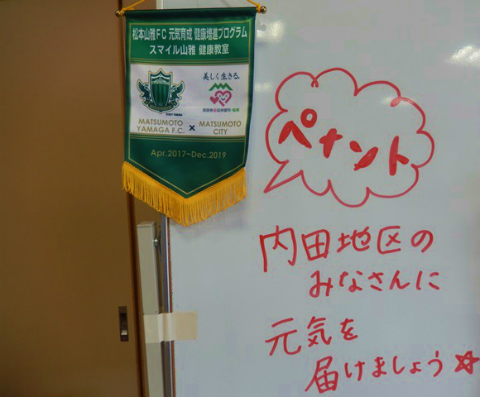 松本山雅FC 元気育成 健康増進プログラム
スマイル山雅 健康教室
美しく生きる。
MATSUMOTO
YAMAGA F.C.
×
MATSUMOTO
CITY
Apr.2017~Dec.2019
ペナント
内田地区の
みなさんに
元気を
届けましょう☆